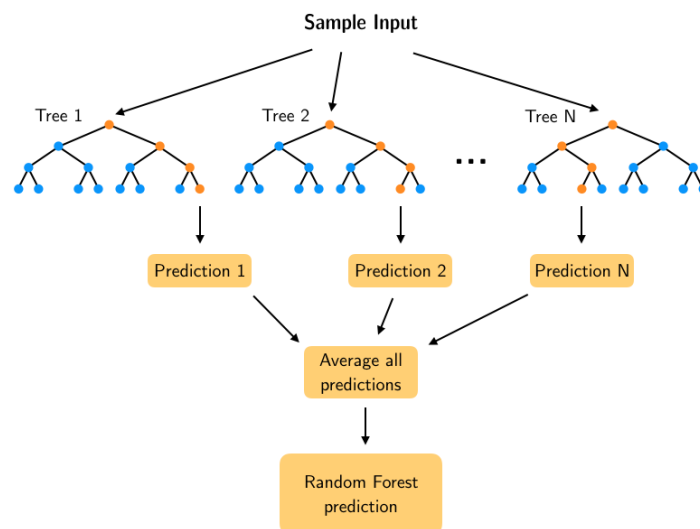 Sample Input
Tree 1
Tree 2
Tree N
...
Prediction 1
Prediction 2
Prediction N
Average all
predictions
Random Forest
prediction